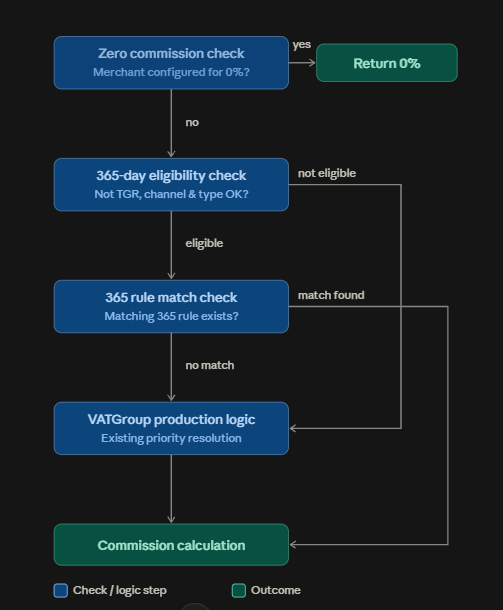 Zero commission check
Merchant configured for 0%?
yes
Return 0%
no
365-day eligibility check
Not TGR, channel & type OK?
not eligible
eligible
365 rule match check
Matching 365 rule exists?
match found
no match
VATGroup production logic
Existing priority resolution
Commission calculation
Check / logic step
Outcome